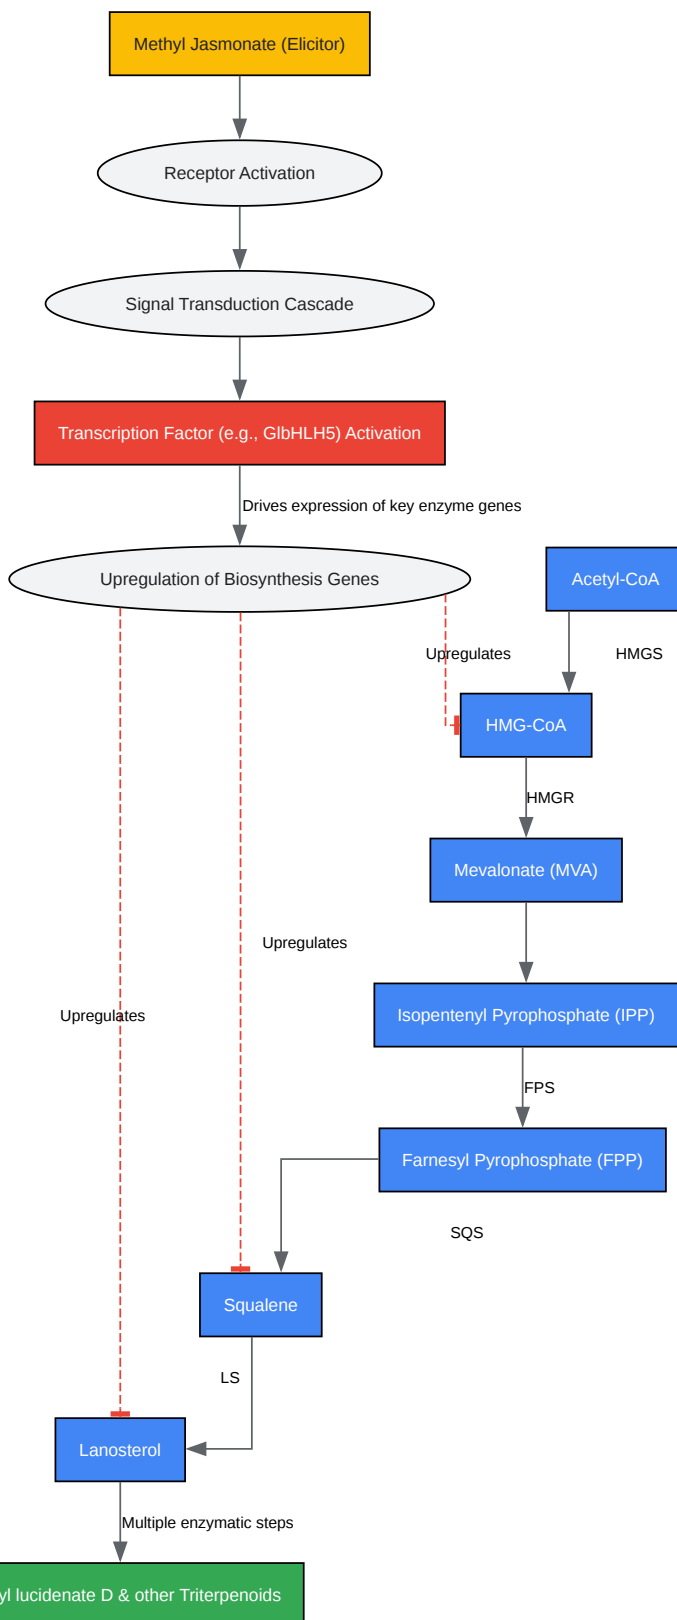 Methyl Jasmonate (Elicitor)
Receptor Activation
Signal Transduction Cascade
Transcription Factor (e.g., GlbHLH5) Activation
Drives expression of key enzyme genes
Upregulation of Biosynthesis Genes
Acetyl-CoA
Upregulates
HMGS
HMG-CoA
HMGR
Mevalonate (MVA)
Upregulates
Isopentenyl Pyrophosphate (IPP)
Upregulates
FPS
Farnesyl Pyrophosphate (FPP)
SQS
Squalene
LS
Lanosterol
Multiple enzymatic steps
yl lucidenate D & other Triterpenoids